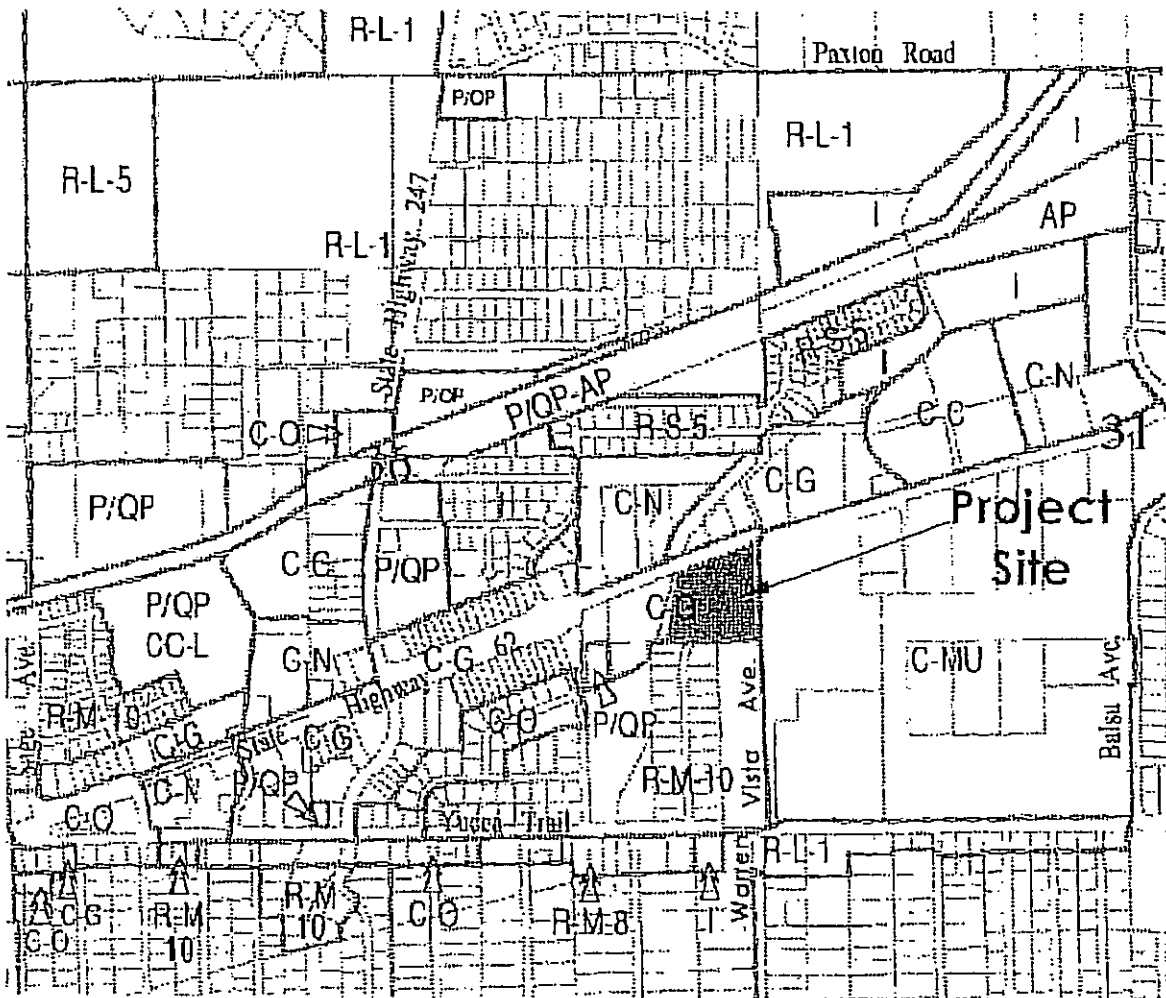 R-L-1
Paxton Road
P/QP
R-L-5
R-L-1
I
R-L-1
State Highway 247
I
AP
I
P/QP
P/QP-AP
I
C-N
C-O
R-S-5
C-C
31
P/QP
C-N
C-G
Project
Site
C-G
P/QP
P/QP
CC-L
C-N
C-G
62
C-MU
R-M-10
C-G
State Highway
C-G
C-O
P/QP
P/QP
C-N
R-M-10
C-O
Yucca Trail
Warren Vista Ave.
Balsa Ave.
R-L-1
C-G
C-O
R-M
10
R-M
10
C-O
R-M-8
I